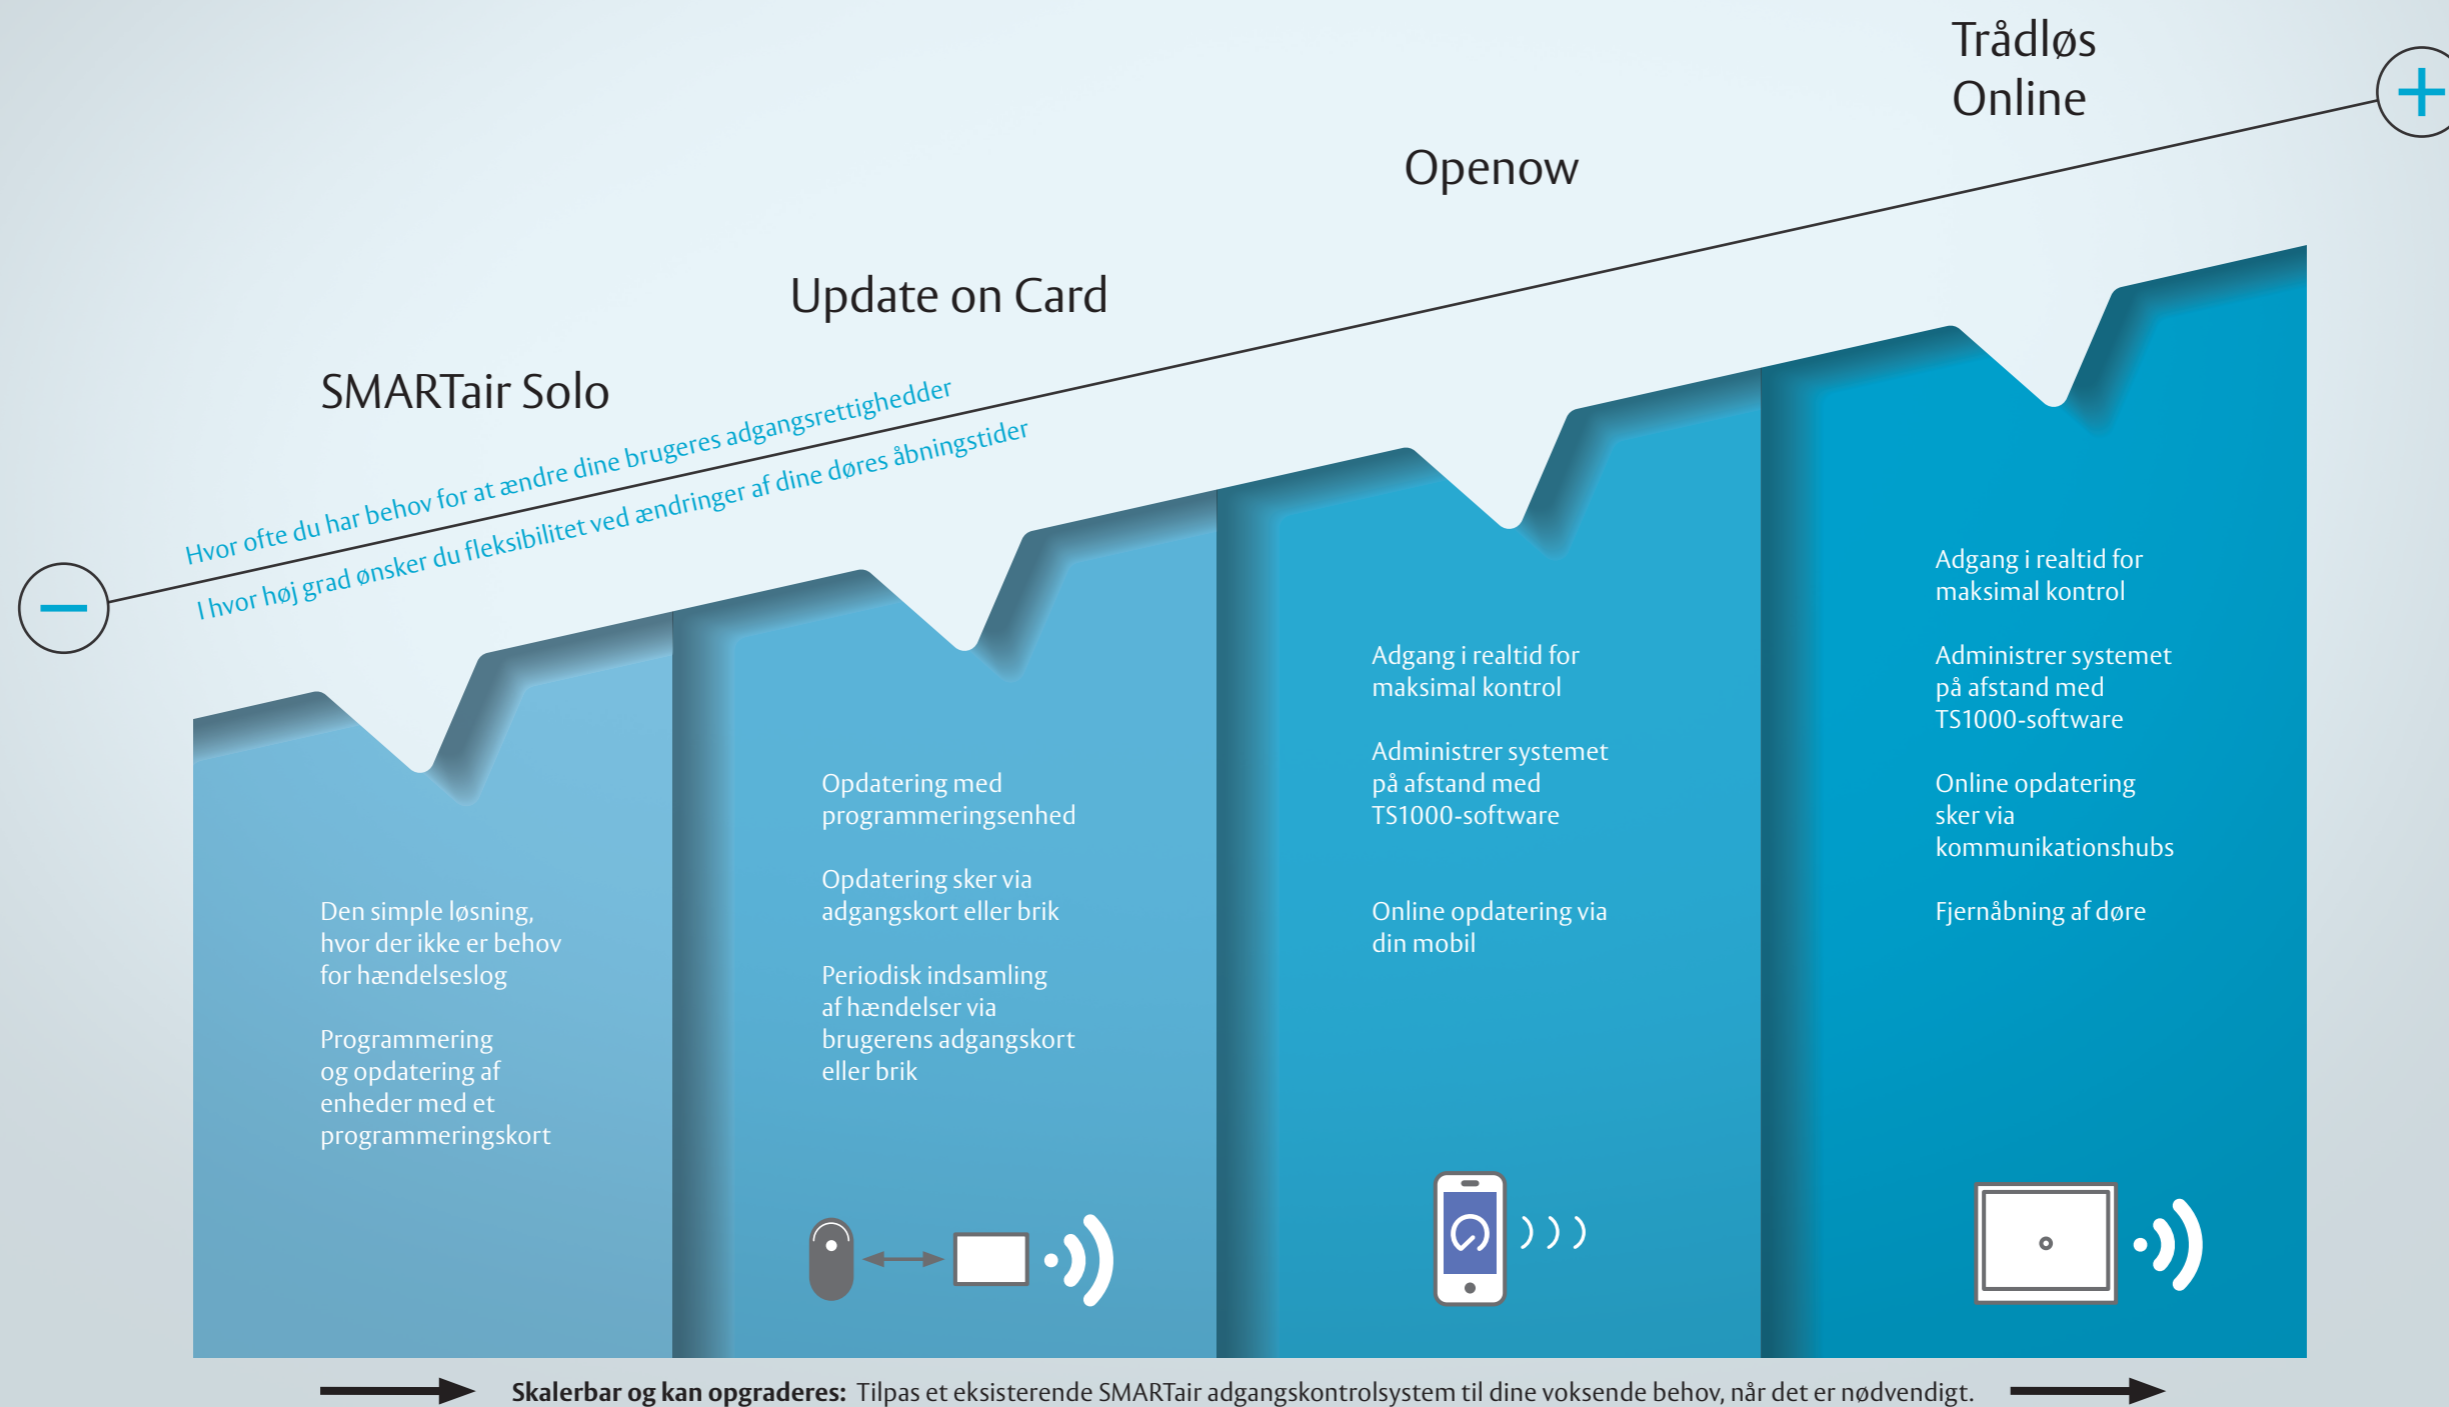 Trådløs
Online
Openow
Update on Card
SMARTair Solo
Hvor ofte du har behov for at ændre dine brugeres adgangsrettighedder
I hvor høj grad ønsker du fleksibilitet ved ændringer af dine døres åbningstider
Den simple løsning,
hvor der ikke er behov
for hændelseslog
Programmering
og opdatering af
enheder med et
programmeringskort
Opdatering med
programmeringsenhed
Opdatering sker via
adgangskort eller brik
Periodisk indsamling
af hændelser via
brugerens adgangskort
eller brik
Adgang i realtid for
maksimal kontrol
Administrer systemet
på afstand med
TS1000-software
Online opdatering via
din mobil
Adgang i realtid for
maksimal kontrol
Administrer systemet
på afstand med
TS1000-software
Online opdatering
sker via
kommunikationshubs
Fjernåbning af døre
Skalerbar og kan opgraderes: Tilpas et eksisterende SMARTair adgangskontrolsystem til dine voksende behov, når det er nødvendigt.